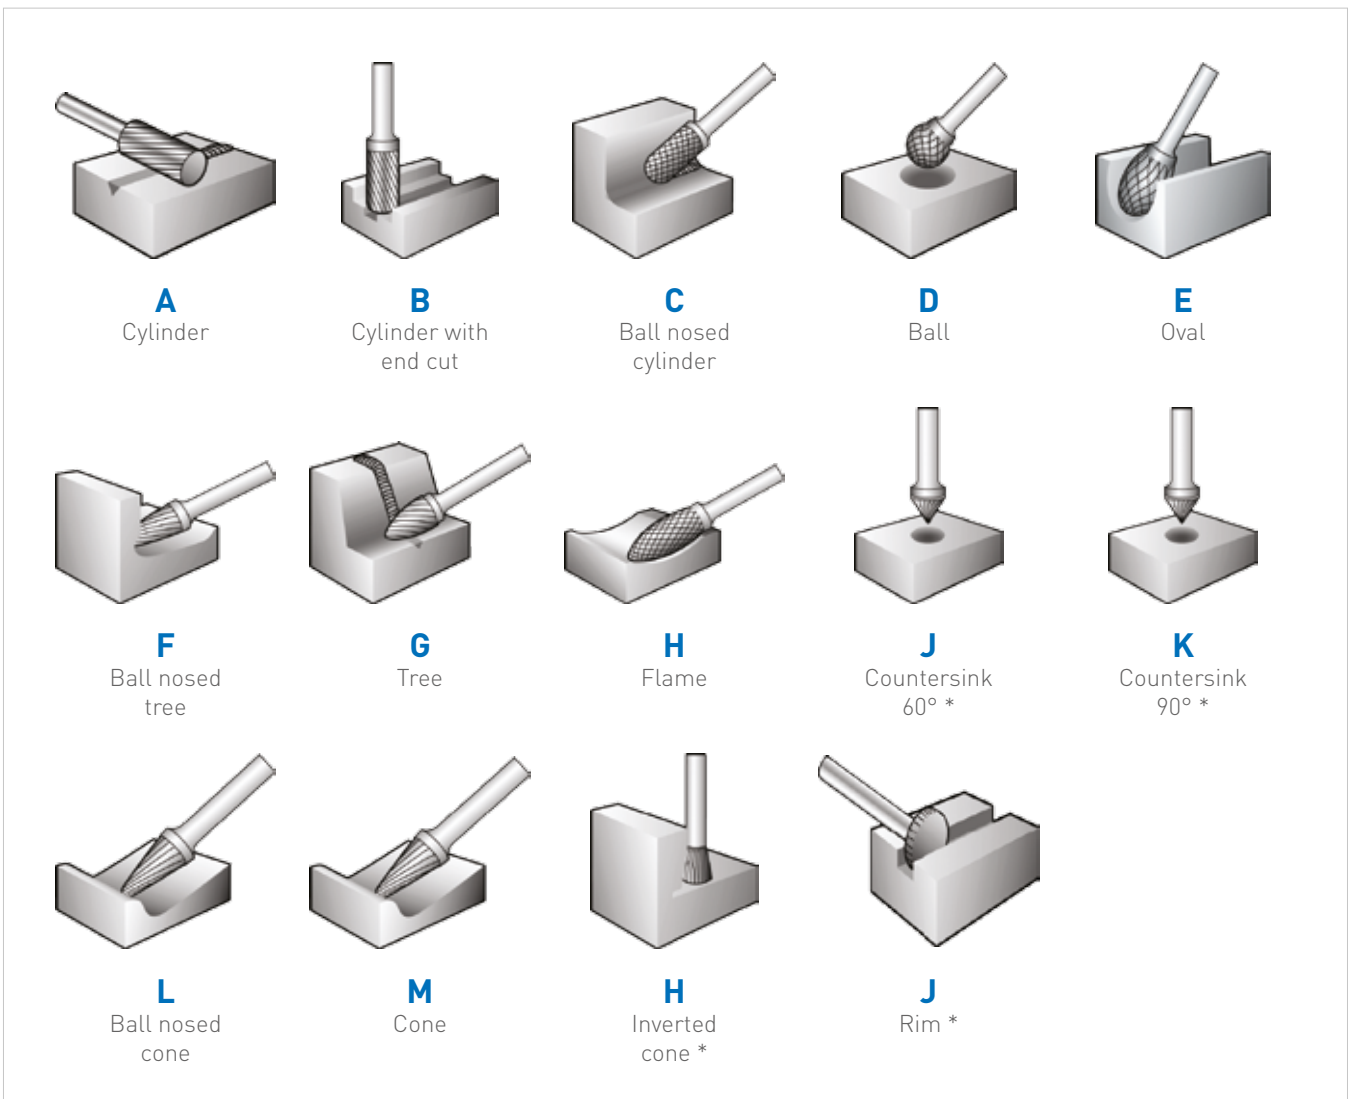 A
Cylinder
B
Cylinder with
end cut
C
Ball nosed
cylinder
D
Ball
E
Oval
F
Ball nosed
tree
G
Tree
H
Flame
J
Countersink
60° *
K
Countersink
90° *
L
Ball nosed
cone
M
Cone
H
Inverted
cone *
J
Rim *